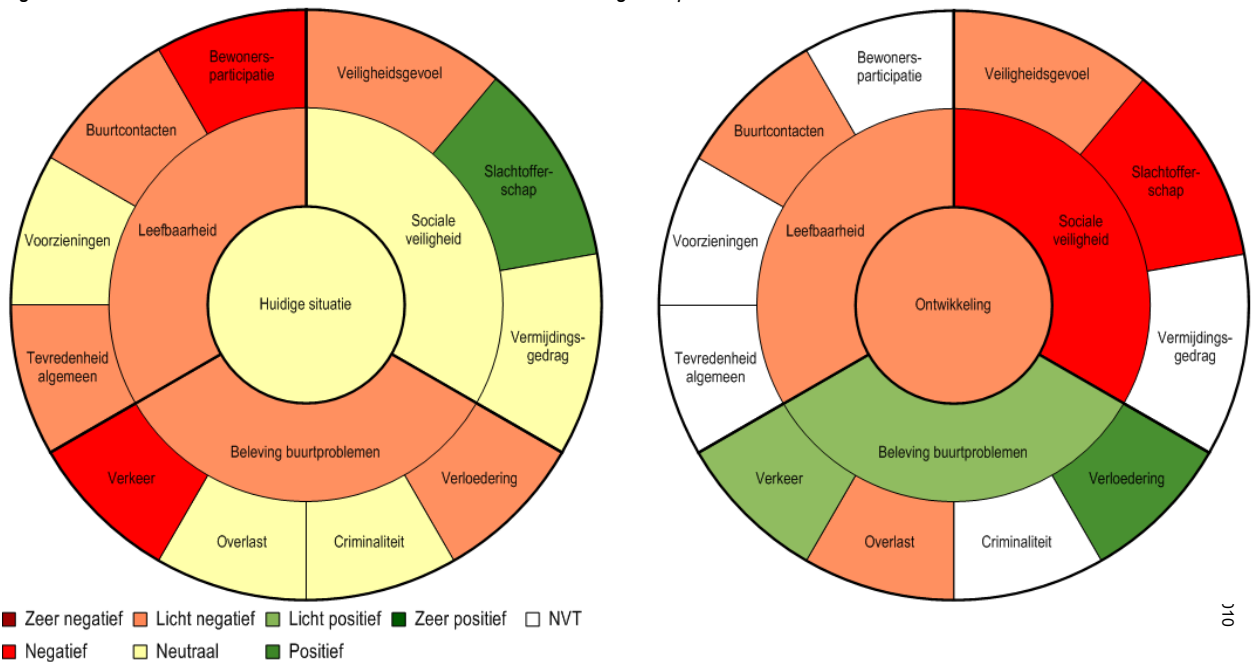 Bewoners-
participatie
Veiligheidsgevoel
Buurtcontacten
Slachtoffer-
schap
Voorzieningen
Leefbaarheid
Sociale
veiligheid
Huidige situatie
Tevredenheid
algemeen
Vermijdings-
gedrag
Verkeer
Beleving buurtproblemen
Verloedering
Overlast
Criminaliteit
Bewoners-
participatie
Veiligheidsgevoel
Buurtcontacten
Slachtoffer-
schap
Voorzieningen
Leefbaarheid
Sociale
veiligheid
Ontwikkeling
Tevredenheid
algemeen
Vermijdings-
gedrag
Verkeer
Beleving buurtproblemen
Verloedering
Overlast
Criminaliteit
Zeer negatief Licht negatief Licht positief Zeer positief NVT
Negatief Neutraal Positief